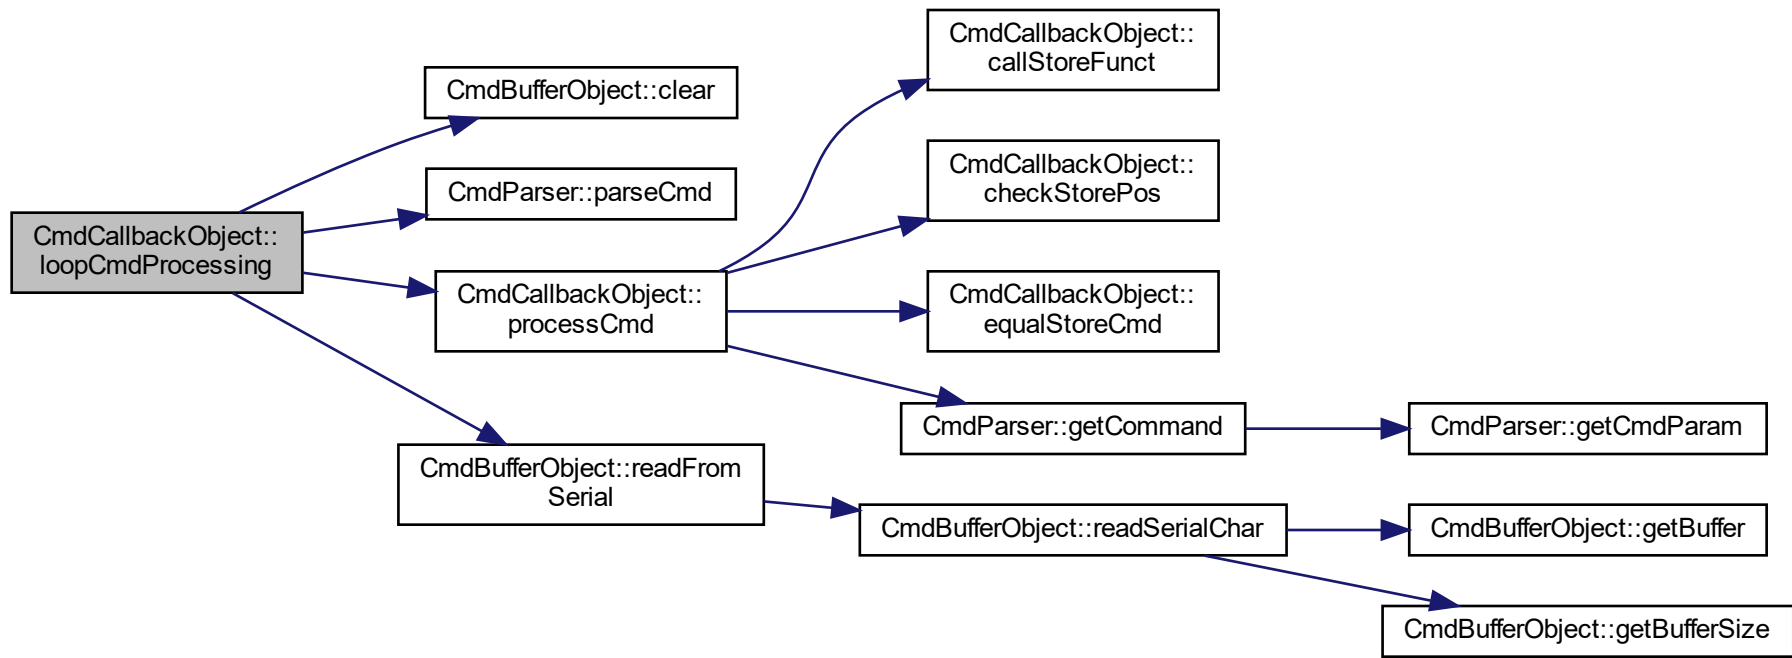 CmdCallbackObject::
loopCmdProcessing
CmdBufferObject::clear
CmdParser::parseCmd
CmdCallbackObject::
processCmd
CmdBufferObject::readFrom
Serial
CmdCallbackObject::
callStoreFunct
CmdCallbackObject::
checkStorePos
CmdCallbackObject::
equalStoreCmd
CmdParser::getCommand
CmdParser::getCmdParam
CmdBufferObject::readSerialChar
CmdBufferObject::getBuffer
CmdBufferObject::getBufferSize